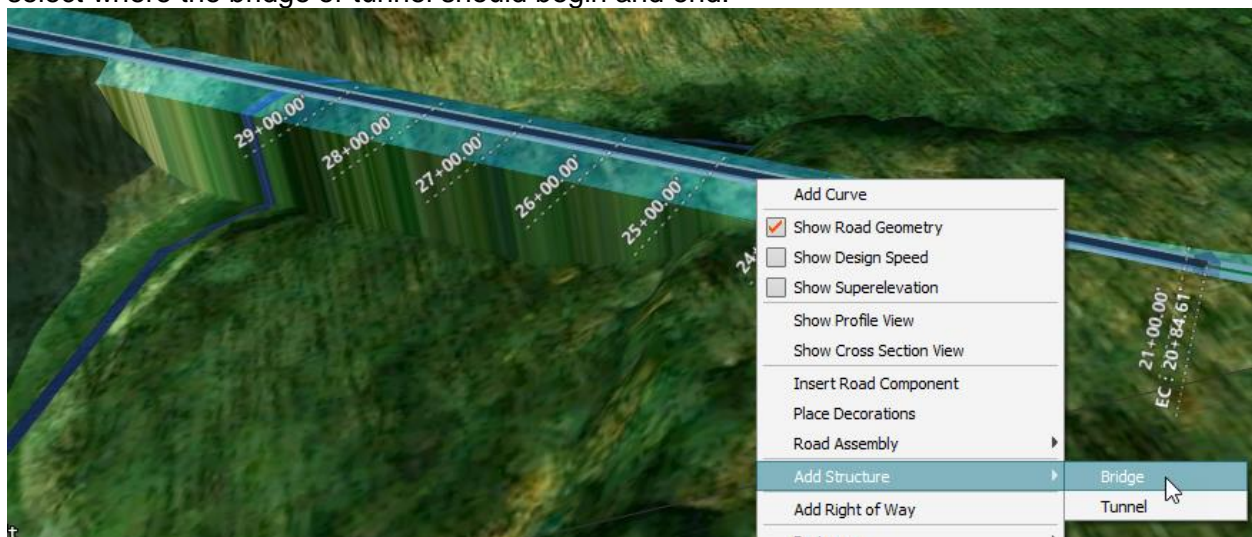 29+00.00'
28+00.00'
27+00.00'
26+00.00'
25+00.00'
Add Curve
Show Road Geometry
Show Design Speed
Show Superelevation
Show Profile View
Show Cross Section View
Insert Road Component
Place Decorations
Road Assembly
Add Structure
Bridge
Tunnel
Add Right of Way
21+00.00'
EC : 20+84.61'